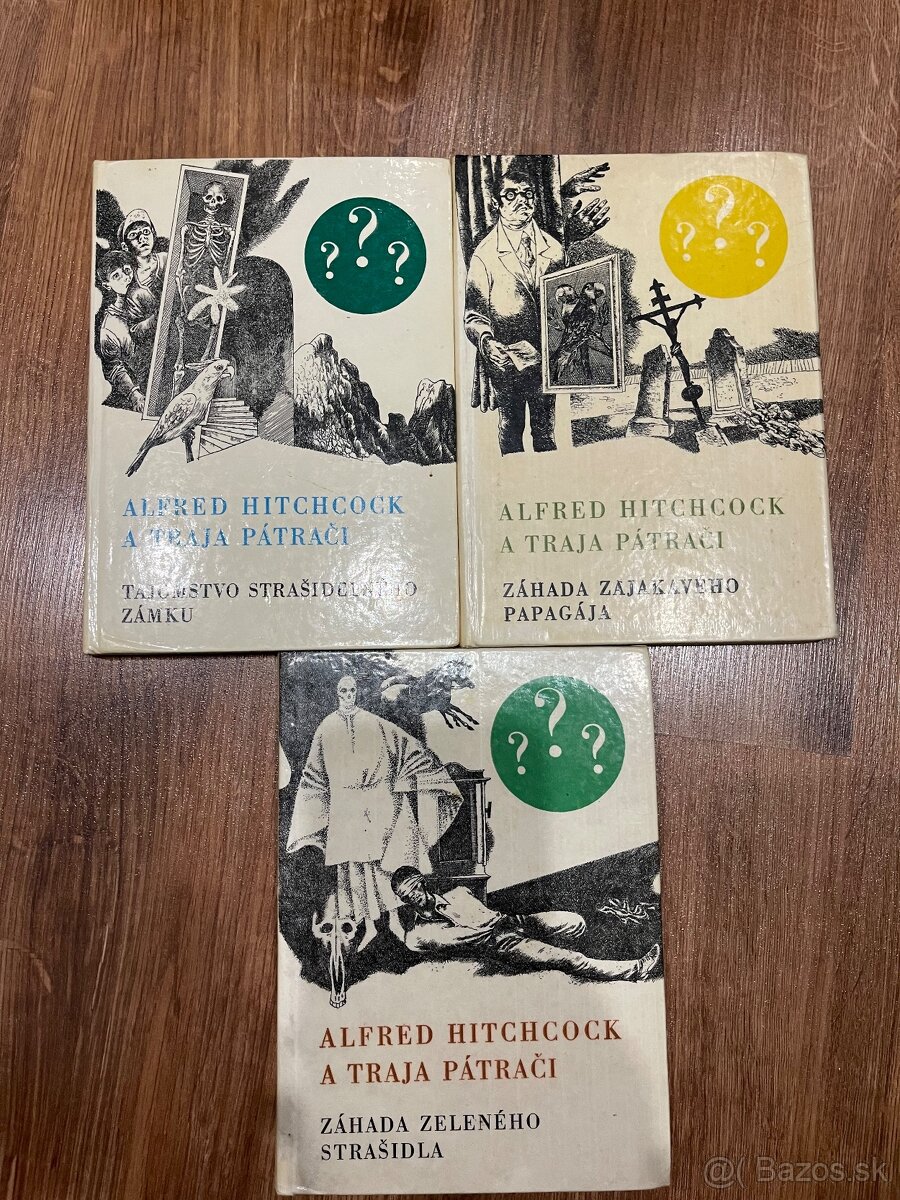 ? ? ?
ALFRED HITCHCOCK
A TRAJA PÁTRAČI
TAJOMSTVO STRAŠIDELNÉHO
ZÁMKU
? ? ?
ALFRED HITCHCOCK
A TRAJA PÁTRAČI
ZÁHADA ZAJAKAVÉHO
PAPAGÁJA
? ? ?
ALFRED HITCHCOCK
A TRAJA PÁTRAČI
ZÁHADA ZELENÉHO
STRAŠIDLA
@( Bazos.sk